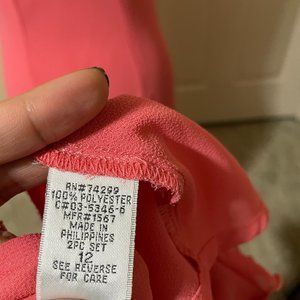 RN#74299
100% POLYESTER
C#03-5346-6
MFR#1567
MADE IN
PHILIPPINES
2PC SET
12
SEE REVERSE
FOR CARE